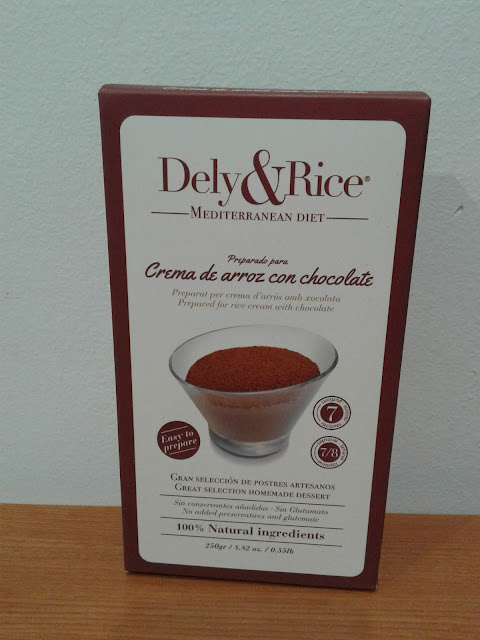 Dely&Rice®
MEDITERRANEAN DIET
Preparado para
Crema de arroz con chocolate
Preparat per crema d'arròs amb xocolata
Prepared for rice cream with chocolate
Easy to
prepare
7
7/8
GRAN SELECCIÓN DE POSTRES ARTESANOS
GREAT SELECTION HOMEMADE DESSERT
Sin conservantes añadidos - Sin Glutamato
No added preservatives and glutemate
100% Natural ingredients
250gr / 8.82 oz. / 0.55lb